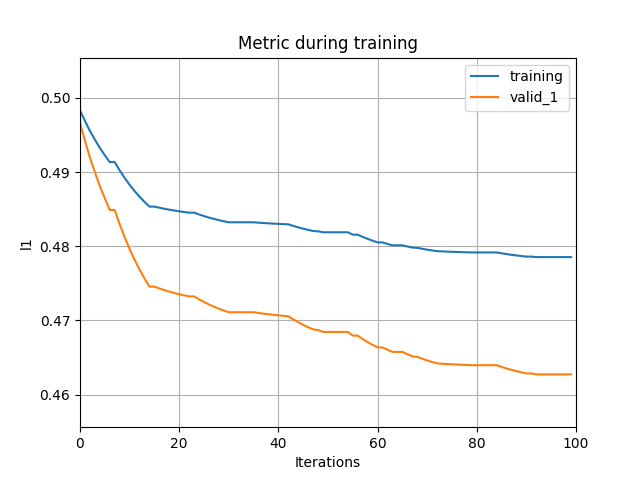 Metric during training
training
valid_1
0.50
0.49
0.48
0.47
0.46
l1
0 20 40 60 80 100
Iterations